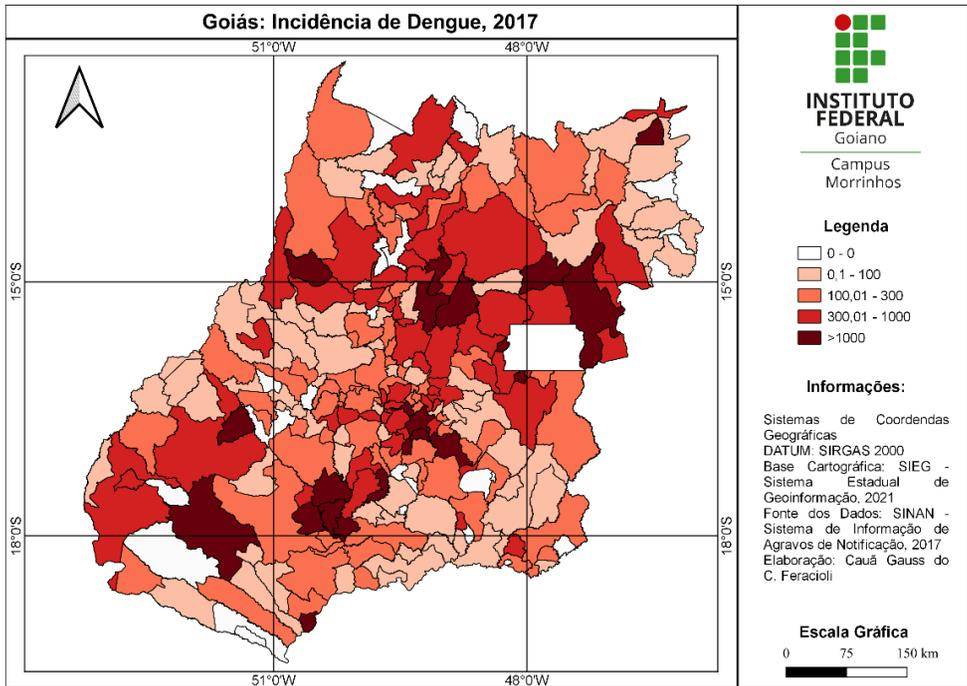 Goiás: Incidência de Dengue, 2017
51°0'W
48°0'W
15°0'S
15°0'S
18°0'S
18°0'S
51°0'W
48°0'W
INSTITUTO
FEDERAL
Goiano
Campus
Morrinhos
Legenda
0 - 0
0,1 - 100
100,01 - 300
300,01 - 1000
>1000
Informações:
Sistemas de Coordendas
Geográficas
DATUM: SIRGAS 2000
Base Cartográfica: SIEG -
Sistema Estadual de
Geoinformação, 2021
Fonte dos Dados: SINAN -
Sistema de Informação de
Agravos de Notificação, 2017
Elaboração: Cauã Gauss do
C. Feracioli
Escala Gráfica
0 75 150 km